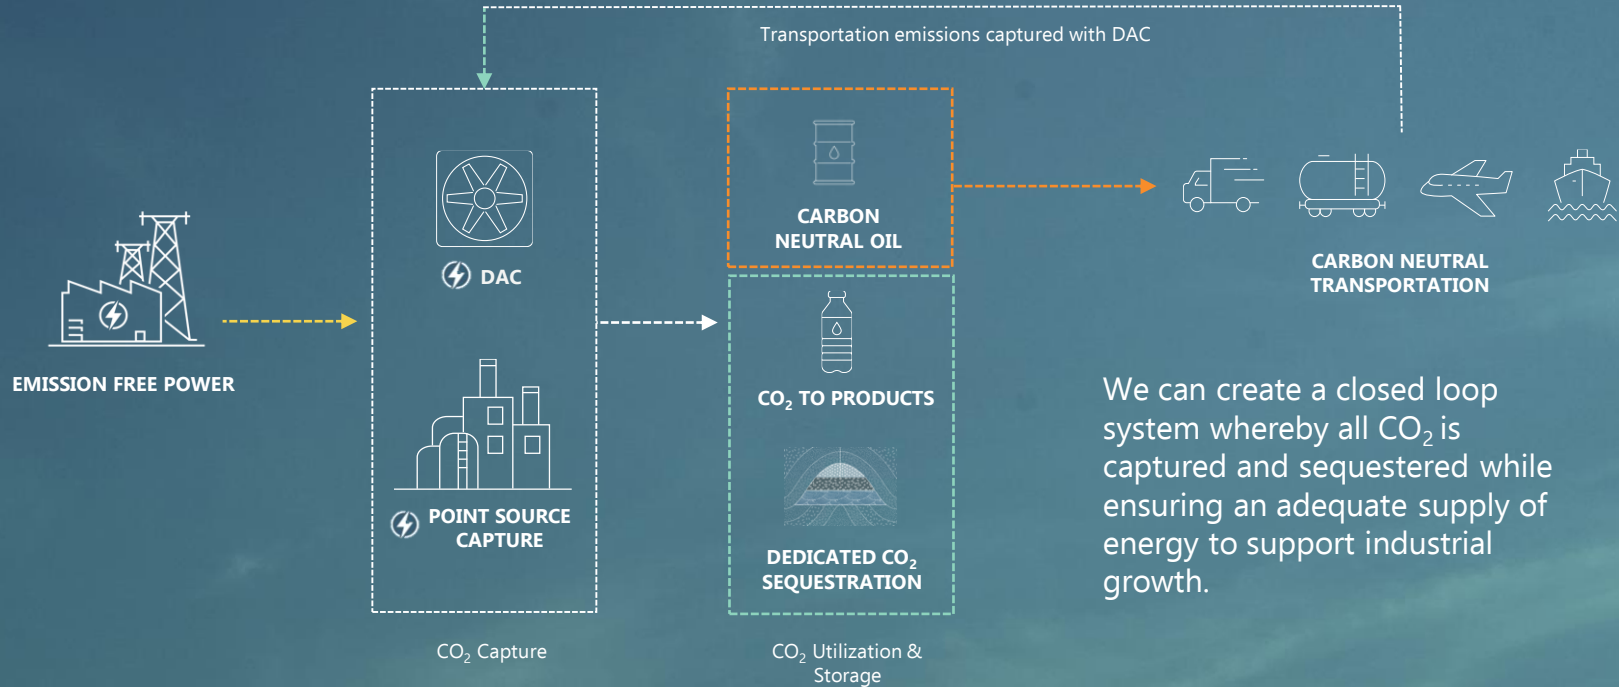 Transportation emissions captured with DAC
EMISSION FREE POWER
DAC
POINT SOURCE
CAPTURE
CO₂ Capture
CARBON
NEUTRAL OIL
CO₂ TO PRODUCTS
DEDICATED CO₂
SEQUESTRATION
CO₂ Utilization &
Storage
CARBON NEUTRAL
TRANSPORTATION
We can create a closed loop
system whereby all CO₂ is
captured and sequestered while
ensuring an adequate supply of
energy to support industrial
growth.